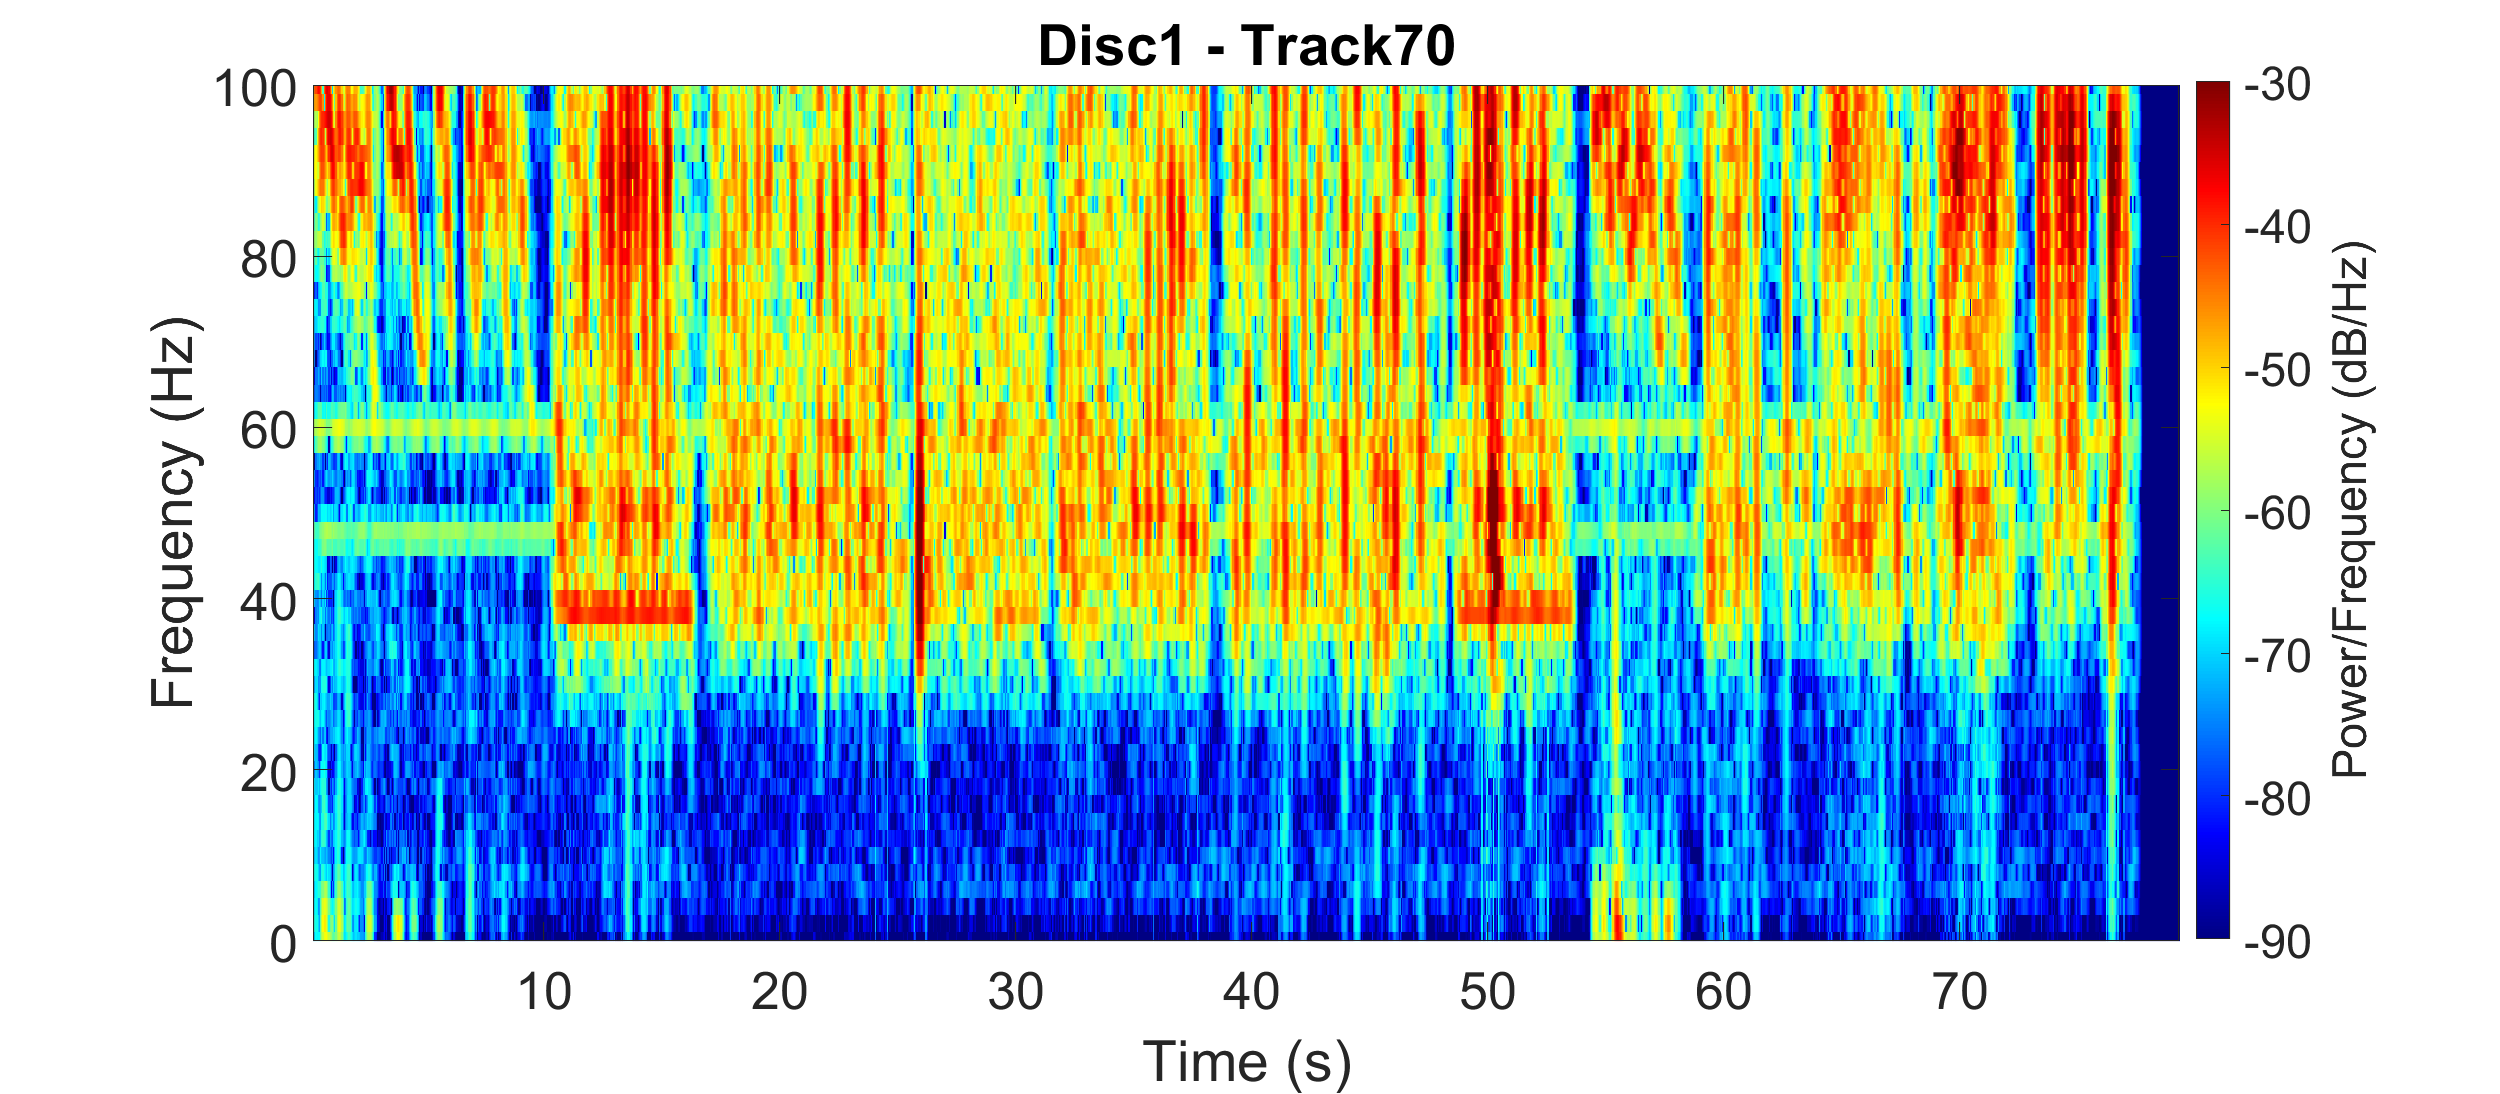 Disc1 - Track70
100
80
60
40
20
0
Frequency (Hz)
10 20 30 40 50 60 70
Time (s)
-30
-40
-50
-60
-70
-80
-90
Power/Frequency (dB/Hz)